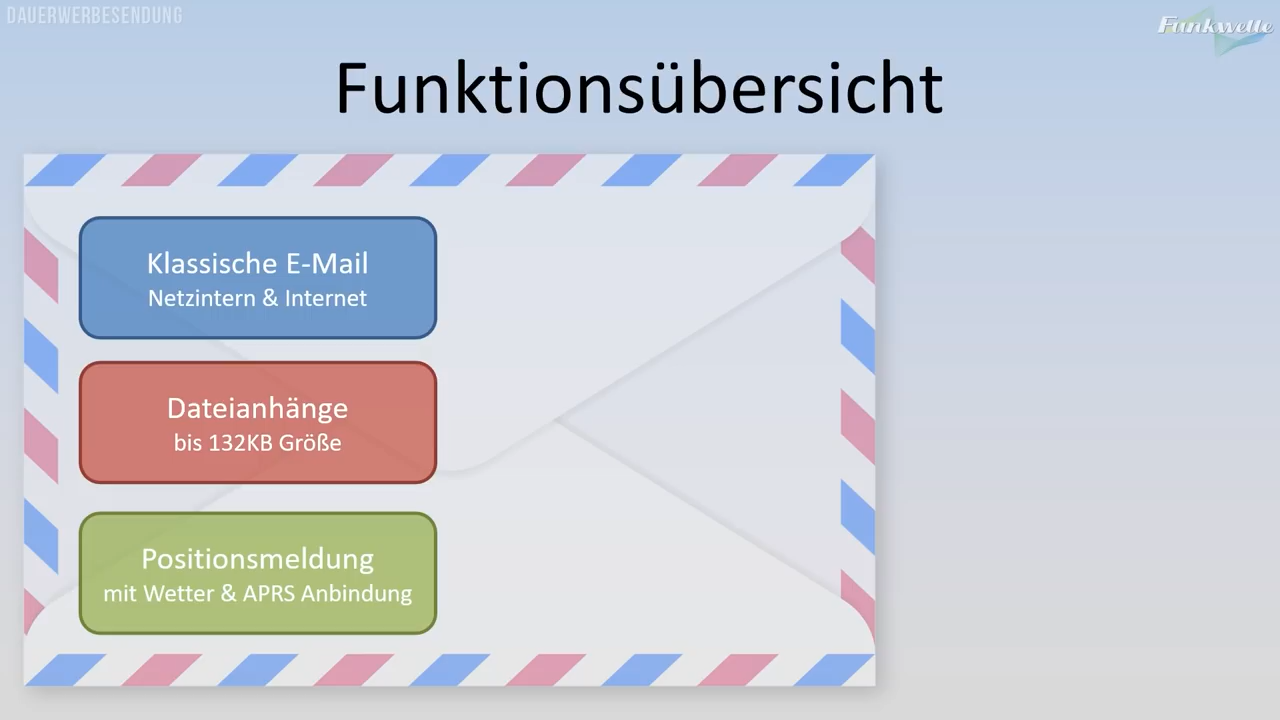 DAUERWERBESENDUNG
Funkwelle
Funktionsübersicht
Klassische E-Mail
Netzintern & Internet
Dateianhänge
bis 132KB Größe
Positionsmeldung
mit Wetter & APRS Anbindung